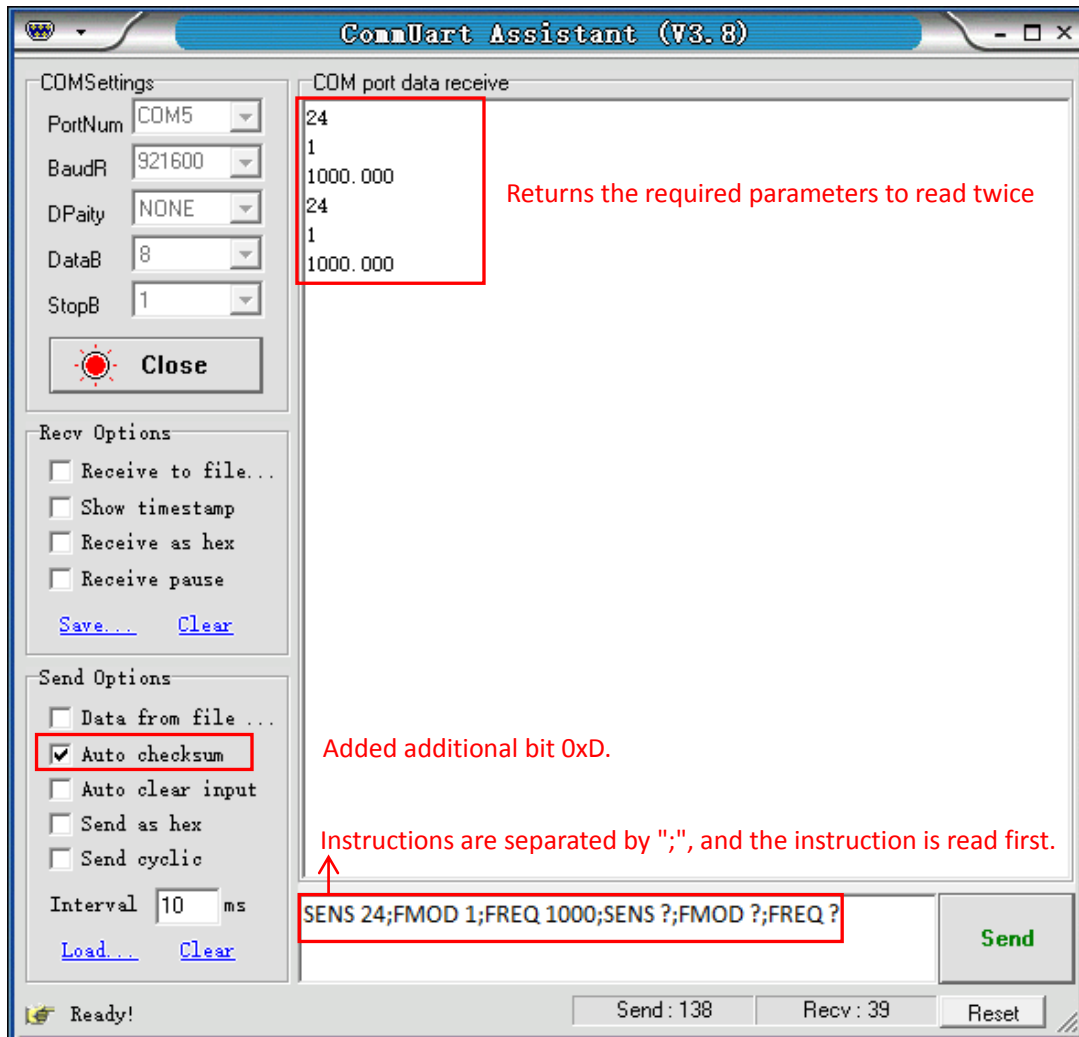 CommUart Assistant (V3.8)
COMSettings
PortNum COM5
BaudR 921600
DPaity NONE
DataB 8
StopB 1
Close
Recv Options
Receive to file...
Show timestamp
Receive as hex
Receive pause
Save... Clear
Send Options
Data from file ...
Auto checksum
Auto clear input
Send as hex
Send cyclic
Interval 10 ms
Load... Clear
COM port data receive
24
1
1000.000
24
1
1000.000
Returns the required parameters to read twice
Added additional bit 0xD.
Instructions are separated by ";", and the instruction is read first.
SENS 24;FMOD 1;FREQ 1000;SENS ?;FMOD ?;FREQ ?
Send
Ready!
Send : 138
Recv : 39
Reset